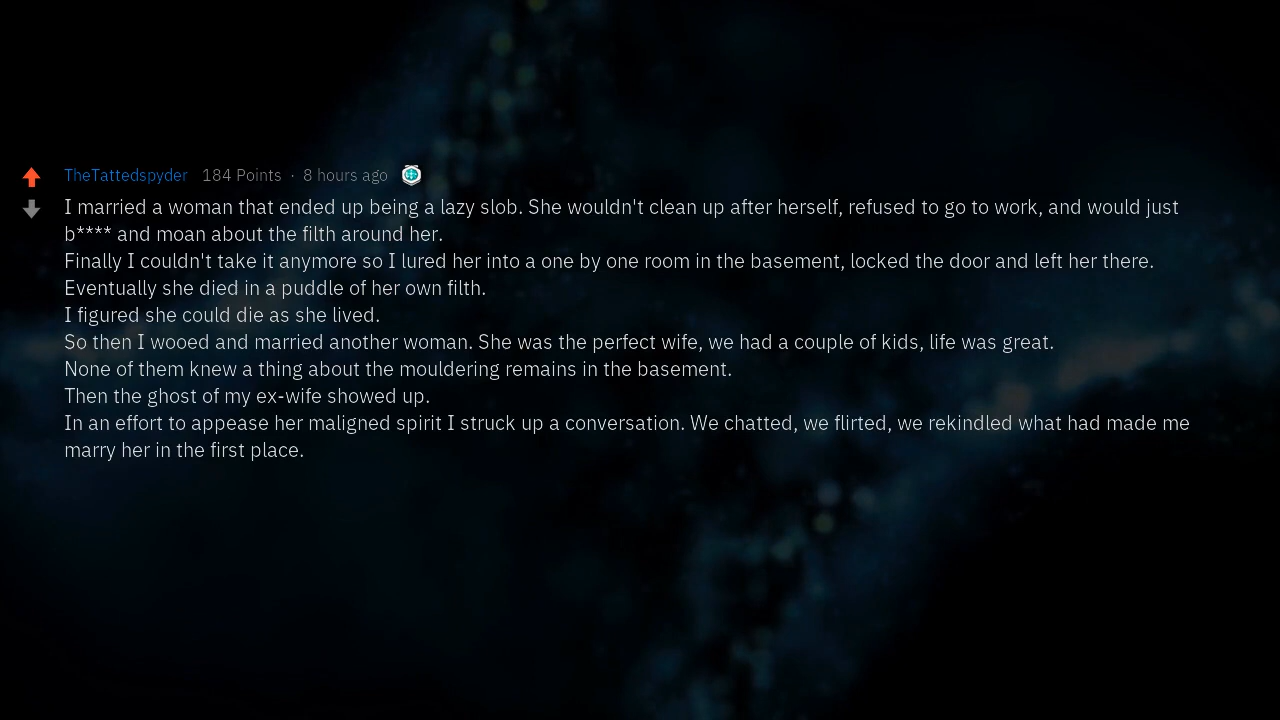 TheTattedspyder 184 Points · 8 hours ago
I married a woman that ended up being a lazy slob. She wouldn't clean up after herself, refused to go to work, and would just
b**** and moan about the filth around her.
Finally I couldn't take it anymore so I lured her into a one by one room in the basement, locked the door and left her there.
Eventually she died in a puddle of her own filth.
I figured she could die as she lived.
So then I wooed and married another woman. She was the perfect wife, we had a couple of kids, life was great.
None of them knew a thing about the mouldering remains in the basement.
Then the ghost of my ex-wife showed up.
In an effort to appease her maligned spirit I struck up a conversation. We chatted, we flirted, we rekindled what had made me
marry her in the first place.